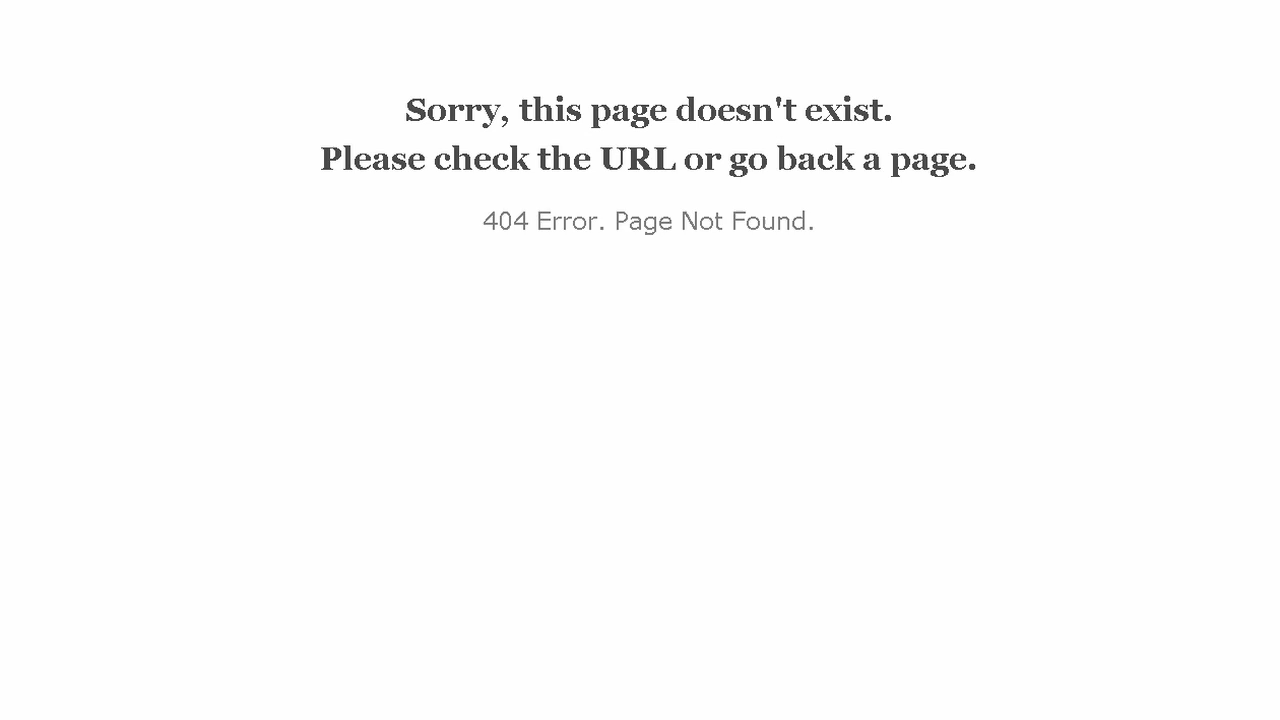 Sorry, this page doesn't exist.
Please check the URL or go back a page.
404 Error. Page Not Found.